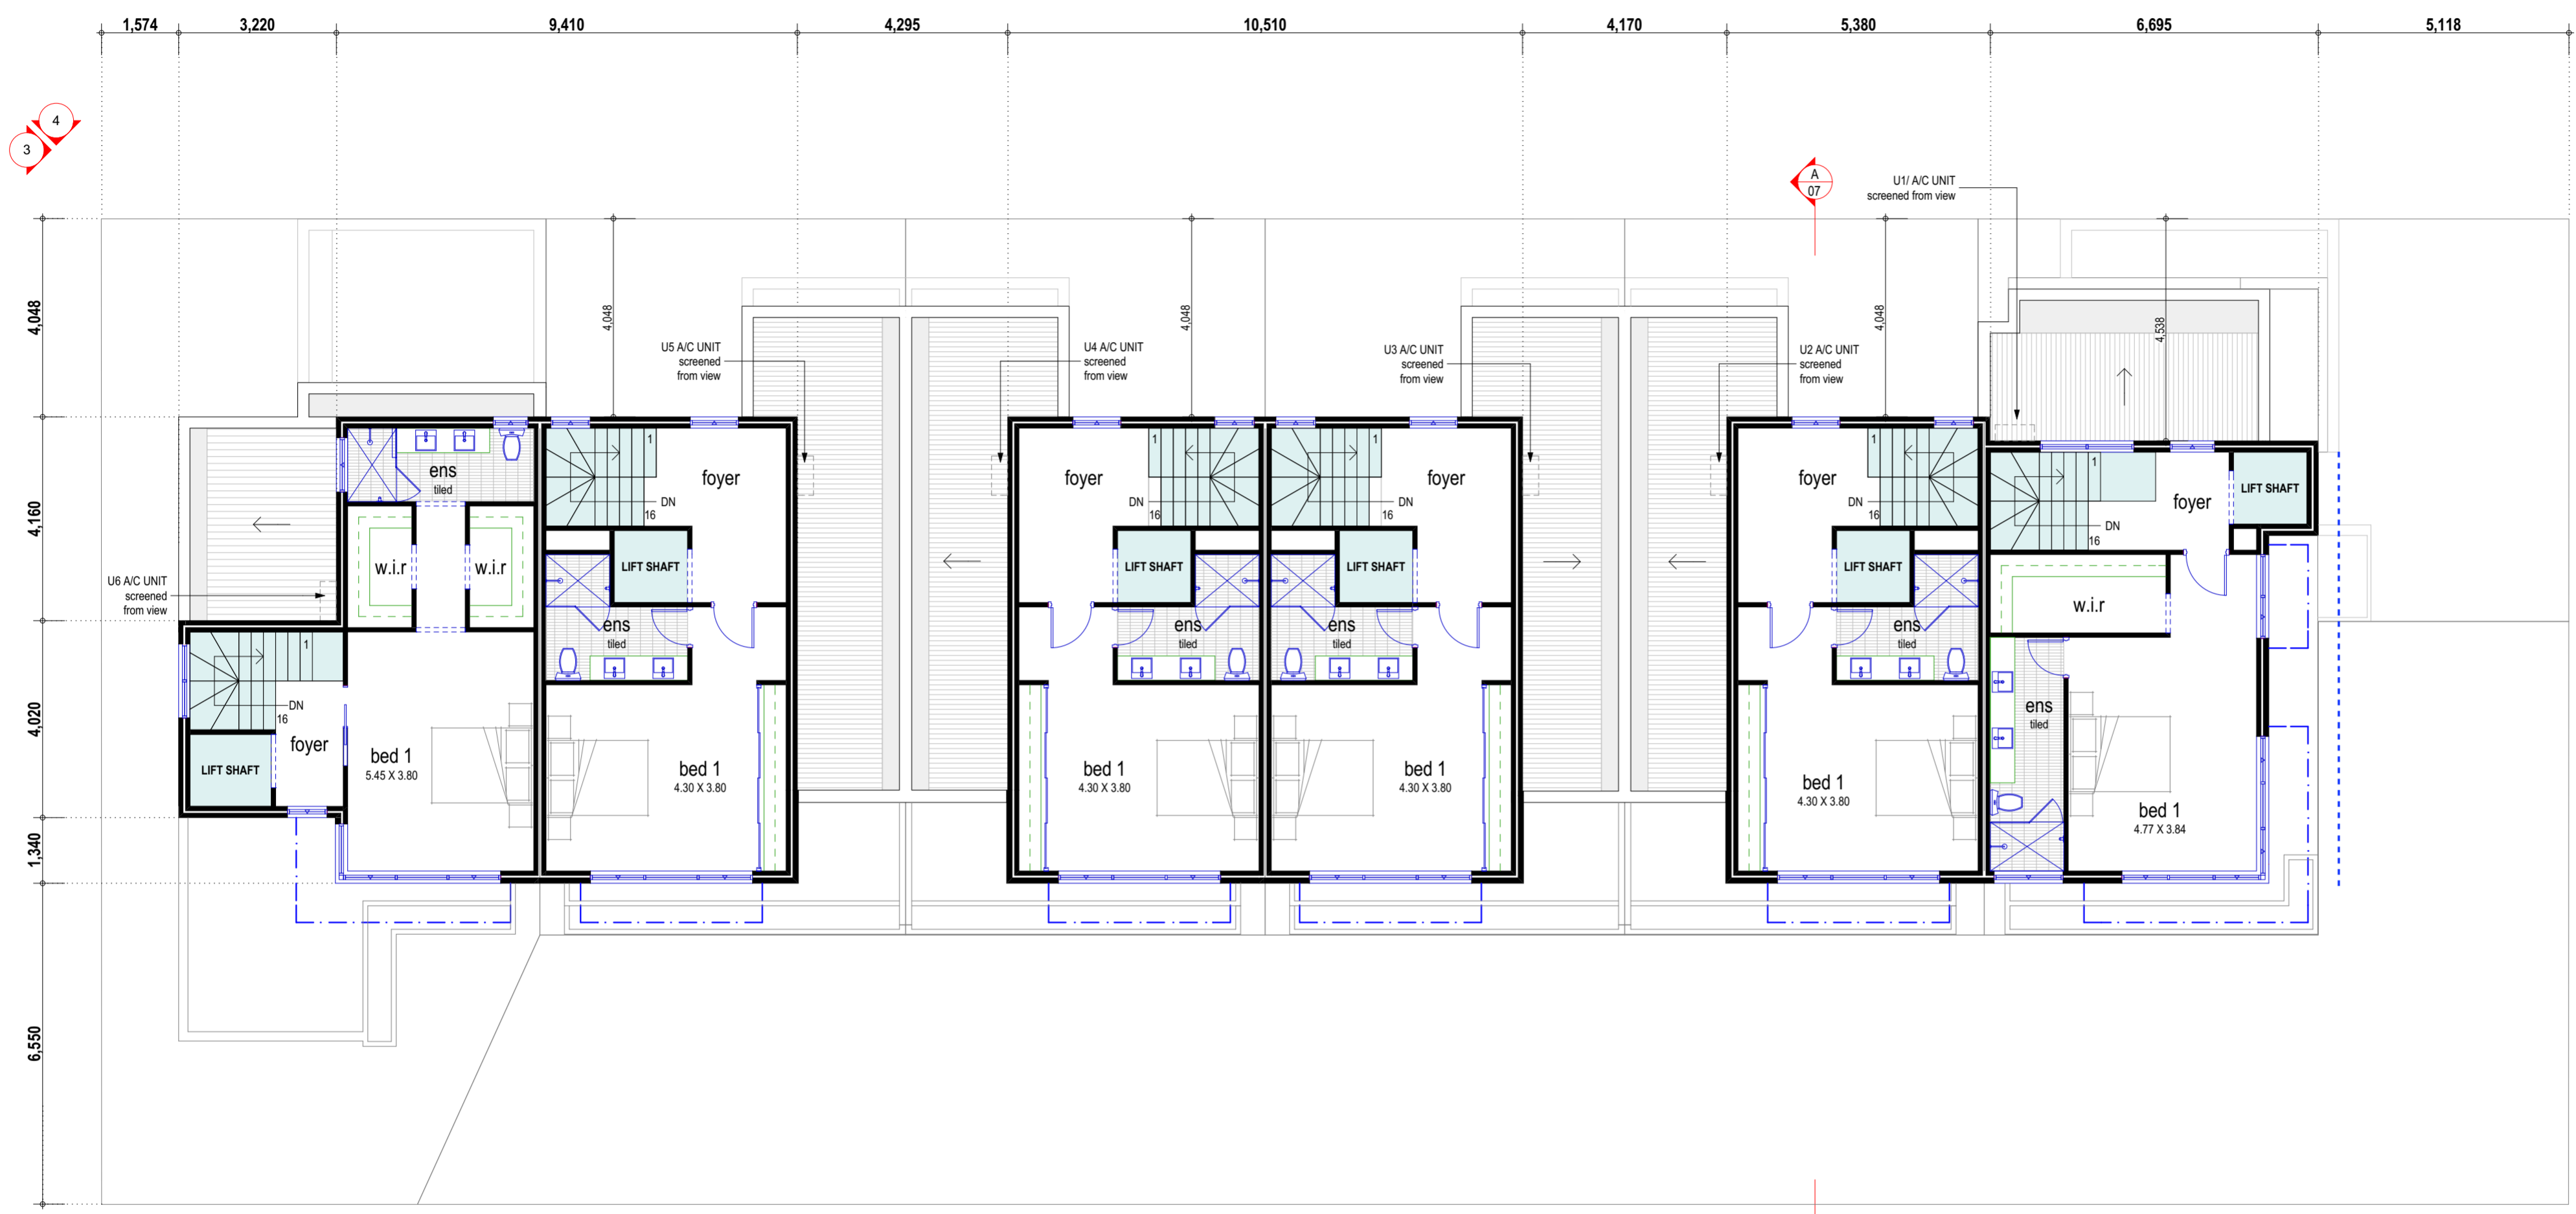 1,574
3,220
9,410
4,295
10,510
4,170
5,380
6,695
5,118
4
3
A
07
U1/ A/C UNIT
screened from view
4,048
4,160
4,020
1,340
6,550
4,048
4,048
4,048
4,538
U5 A/C UNIT
screened
from view
U4 A/C UNIT
screened
from view
U3 A/C UNIT
screened
from view
U2 A/C UNIT
screened
from view
U6 A/C UNIT
screened
from view
ens
tiled
w.i.r
w.i.r
1
DN
16
foyer
LIFT SHAFT
bed 1
5.45 X 3.80
1
foyer
DN
16
LIFT SHAFT
ens
tiled
bed 1
4.30 X 3.80
foyer
1
DN
16
LIFT SHAFT
ens
tiled
bed 1
4.30 X 3.80
1
foyer
DN
16
LIFT SHAFT
ens
tiled
bed 1
4.30 X 3.80
foyer
1
DN
16
LIFT SHAFT
ens
tiled
bed 1
4.30 X 3.80
1
foyer
LIFT SHAFT
DN
16
w.i.r
ens
tiled
bed 1
4.77 X 3.84